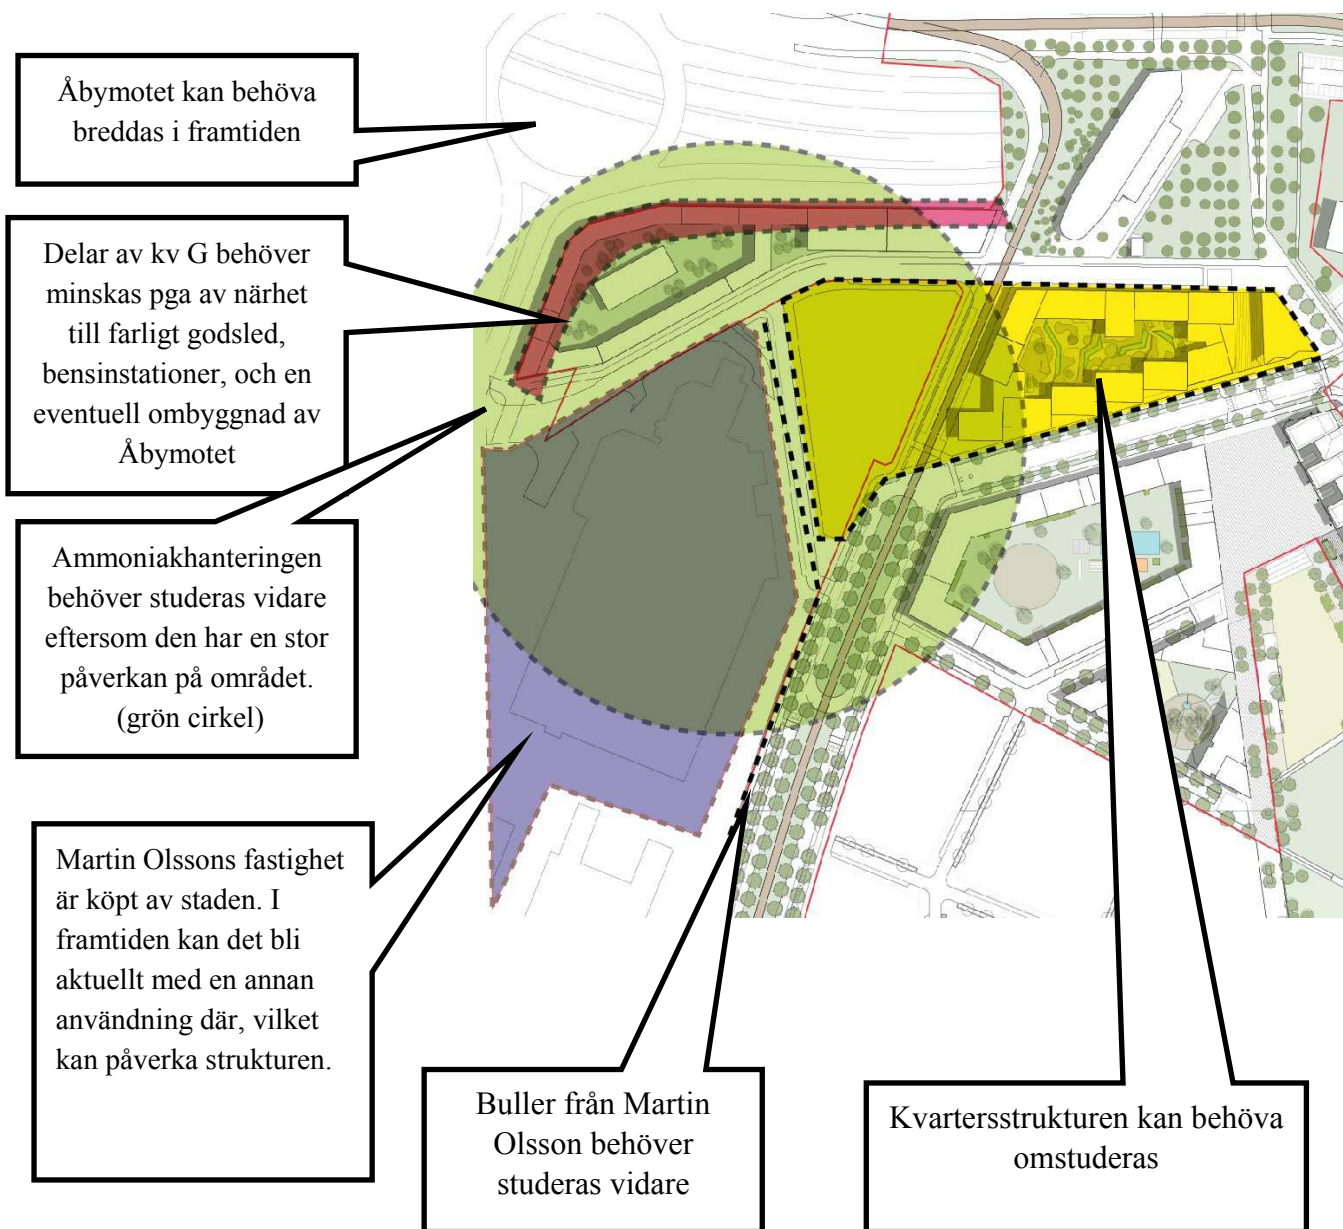 Åbymotet kan behöva
breddas i framtiden
Delar av kv G behöver
minskas pga av närhet
till farligt godsled,
bensinstationer, och en
eventuell ombyggnad av
Åbymotet
Ammoniakhanteringen
behöver studeras vidare
eftersom den har en stor
påverkan på området.
(grön cirkel)
Martin Olssons fastighet
är köpt av staden. I
framtiden kan det bli
aktuellt med en annan
användning där, vilket
kan påverka strukturen.
Buller från Martin
Olsson behöver
studeras vidare
Kvartersstrukturen kan behöva
omstuderas